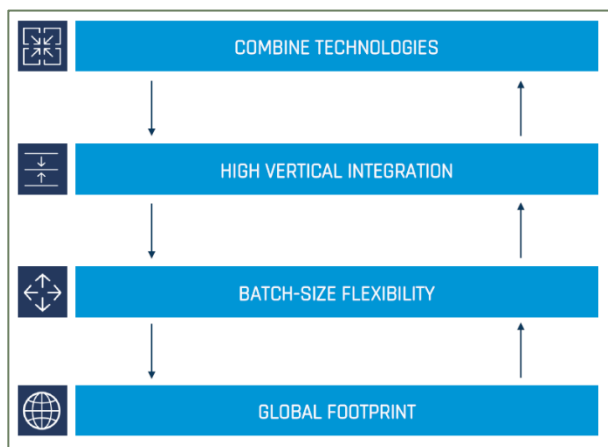 COMBINE TECHNOLOGIES
HIGH VERTICAL INTEGRATION
BATCH-SIZE FLEXIBILITY
GLOBAL FOOTPRINT